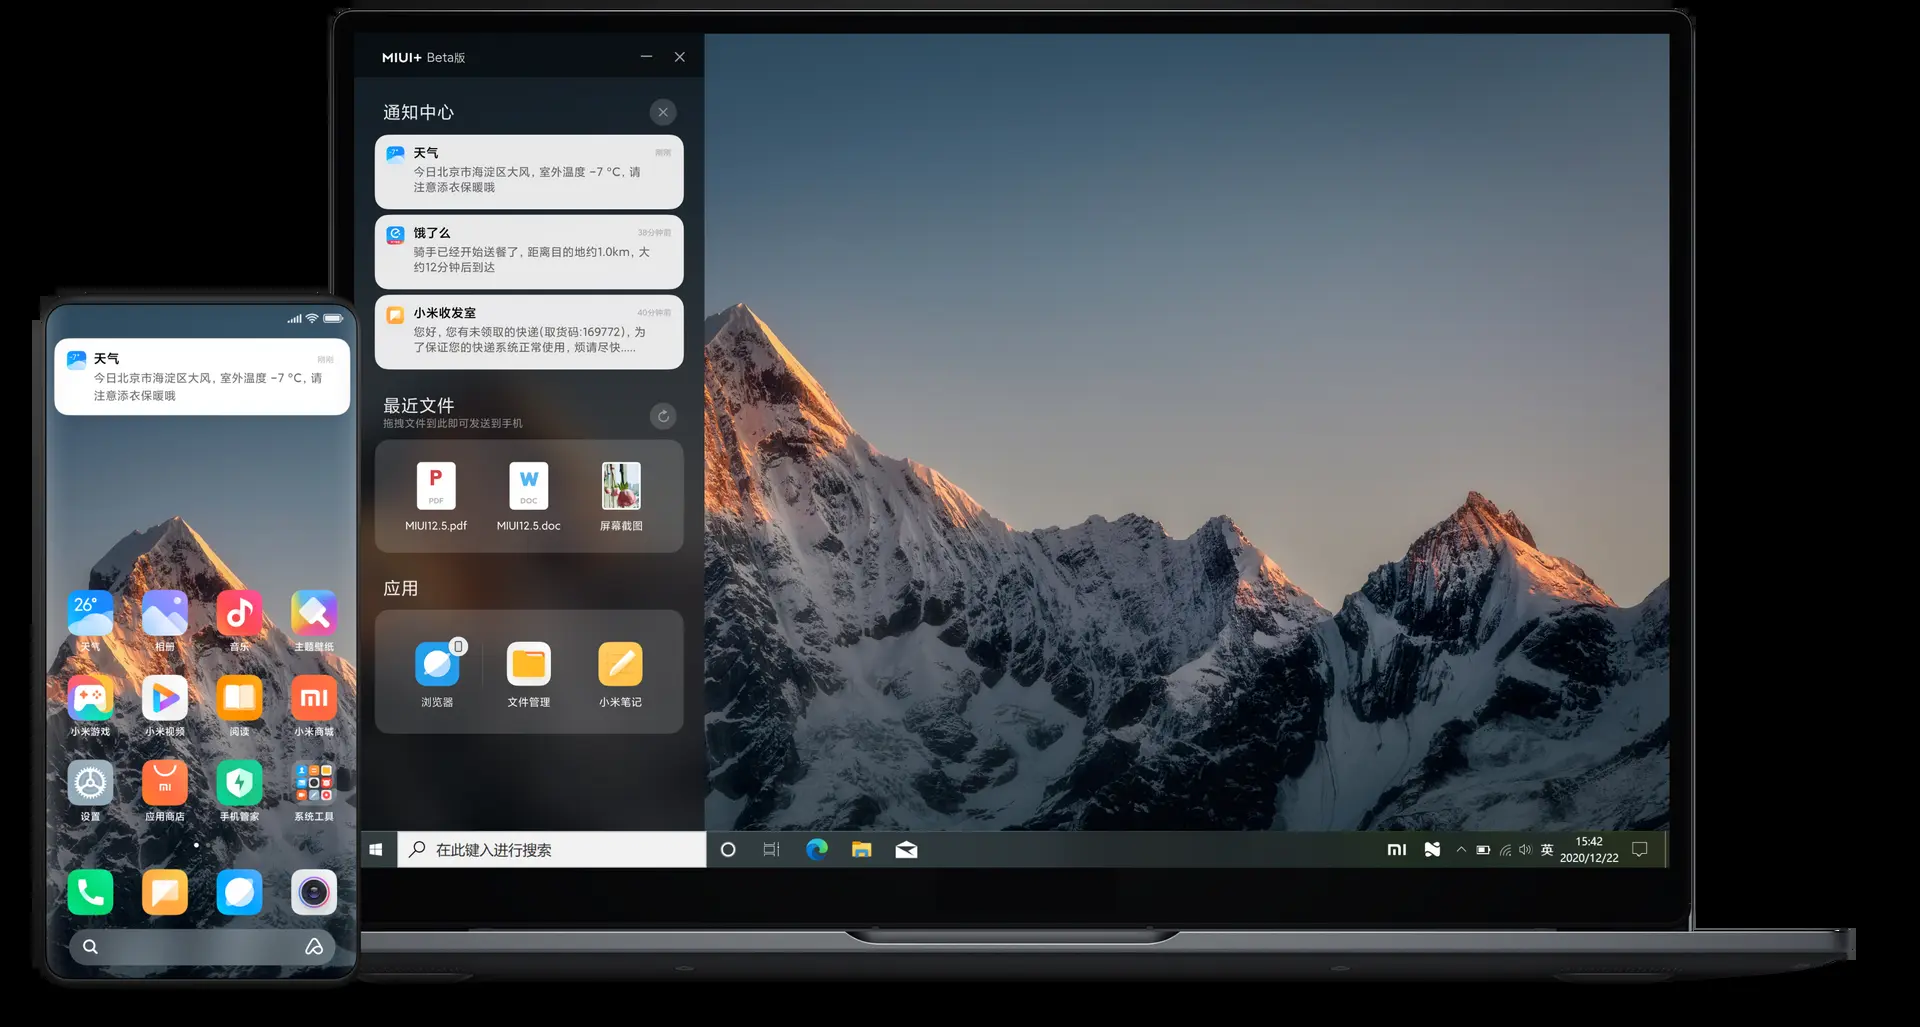 MIUI+ Beta版
通知中心
天气
刚刚
今日北京市海淀区大风，室外温度 -7 °C，请
注意添衣保暖哦
饿了么
38分钟前
骑手已经开始送餐了，距离目的地约1.0km，大
约12分钟后到达
小米收发室
40分钟前
您好，您有未领取的快递(取货码:169772)，为
了保证您的快递系统正常使用，烦请尽快.....
最近文件
拖拽文件到此即可发送到手机
P
PDF
MIUI12.5.pdf
W
DOC
MIUI12.5.doc
屏幕截图
应用
浏览器
文件管理
小米笔记
在此键入进行搜索
英
15:42
2020/12/22
天气
刚刚
今日北京市海淀区大风，室外温度 -7 °C，请
注意添衣保暖哦
26°
天气
相册
音乐
主题壁纸
小米游戏
小米视频
阅读
小米商城
设置
应用商店
手机管家
系统工具